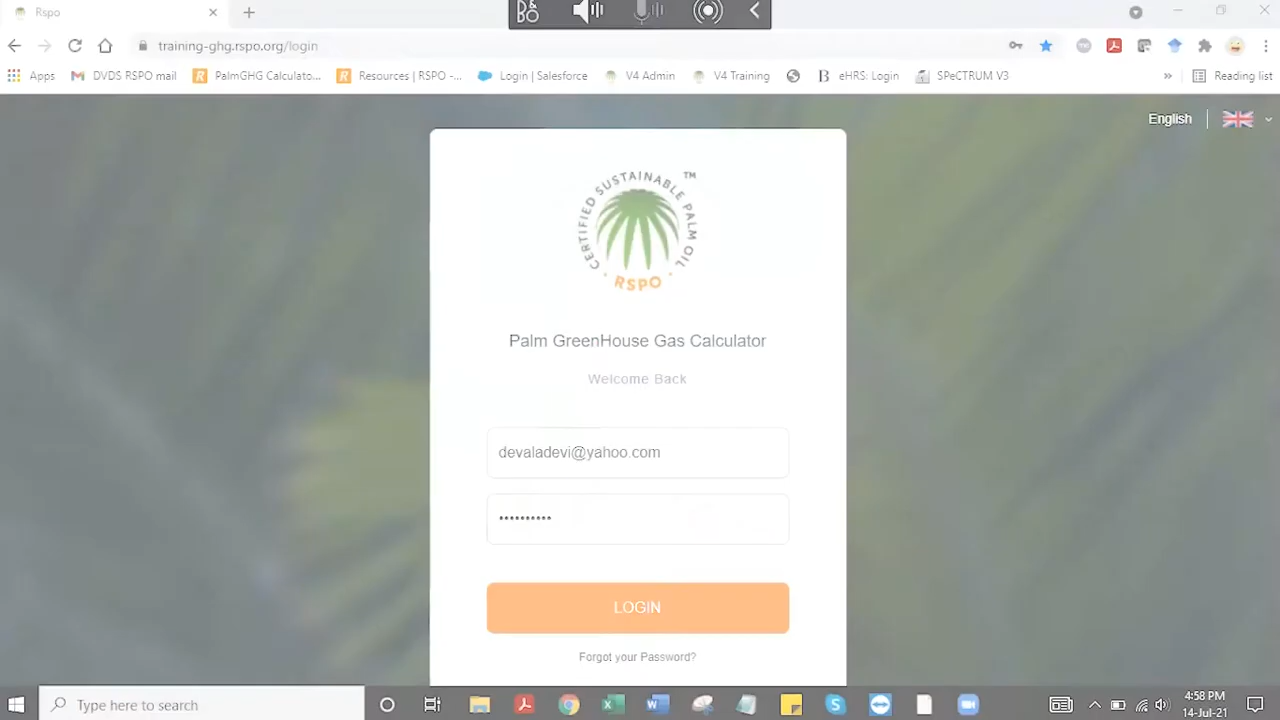 Rspo
training-ghg.rspo.org/login
Apps
DVDS RSPO mail
PalmGHG Calculato...
Resources | RSPO -...
Login | Salesforce
V4 Admin
V4 Training
eHRS: Login
SPeCTRUM V3
»
Reading list
English
CERTIFIED SUSTAINABLE PALM OIL ™
RSPO
Palm GreenHouse Gas Calculator
Welcome Back
devaladevi@yahoo.com
••••••••••
LOGIN
Forgot your Password?
Type here to search
4:58 PM
14-Jul-21